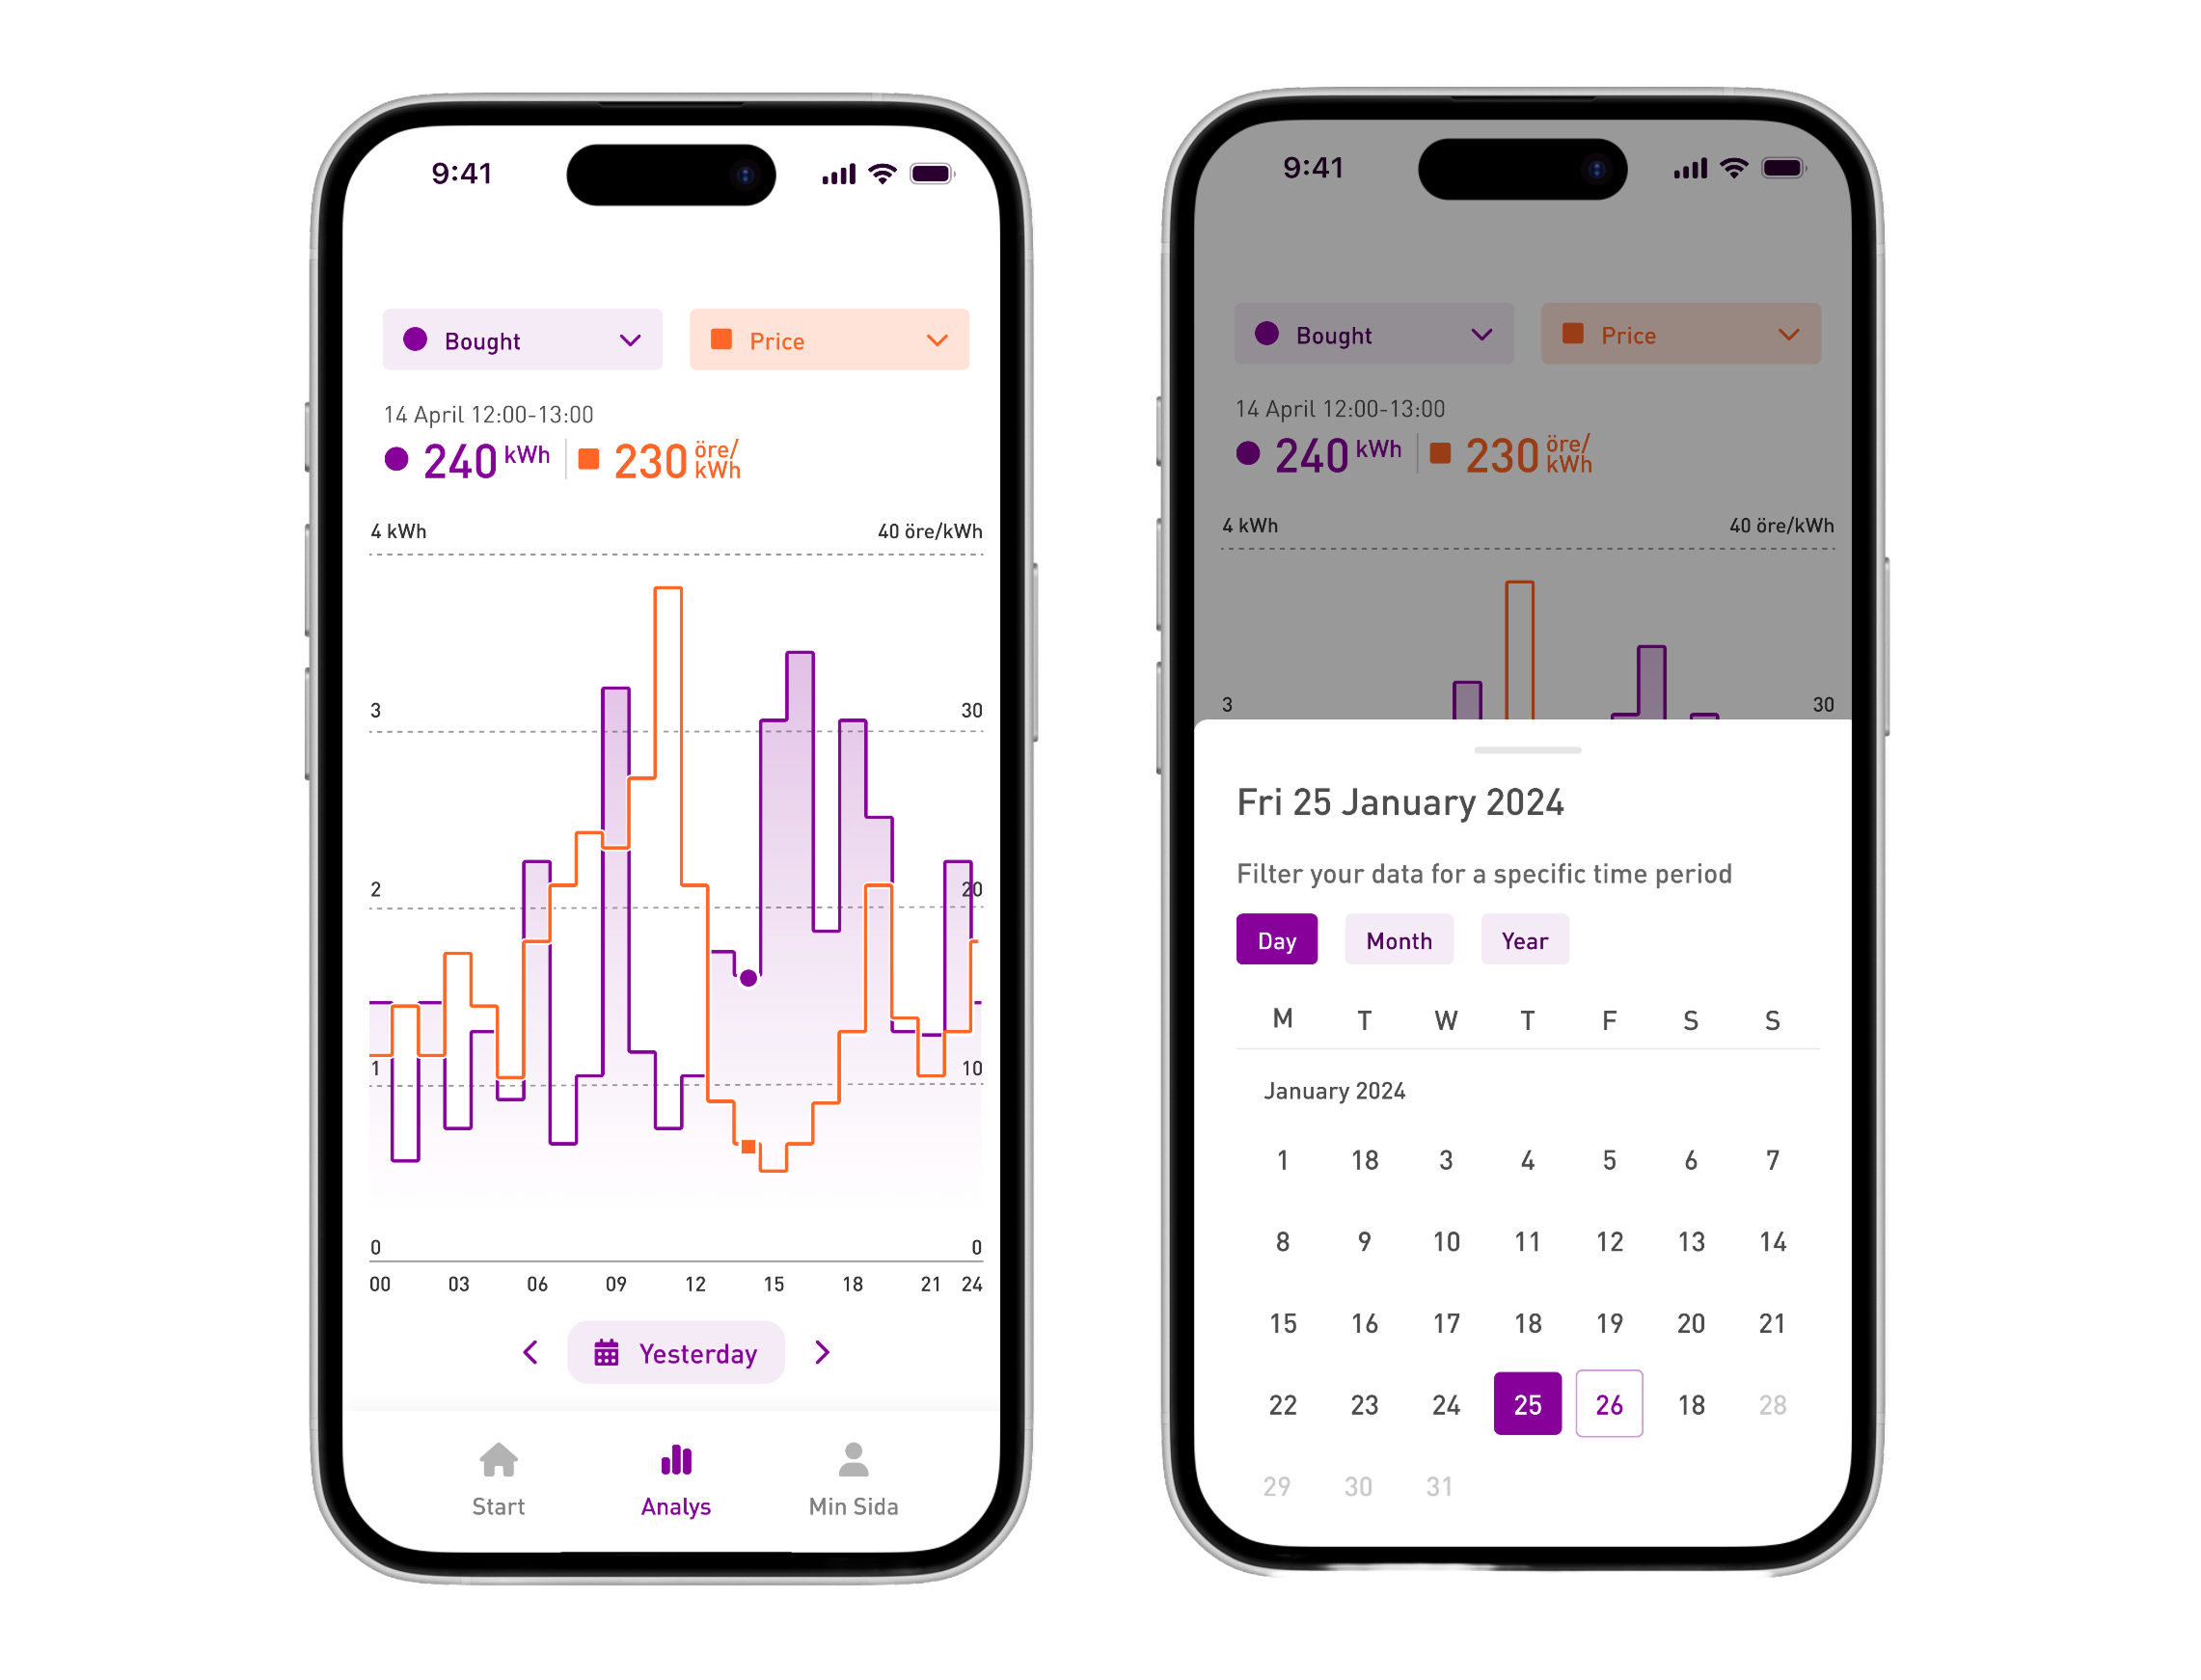 9:41
Bought
Price
14 April 12:00-13:00
240 kWh
230 öre/
kWh
4 kWh 40 öre/kWh
3 30
2 20
1 10
0 0
00 03 06 09 12 15 18 21 24
Yesterday
Start Analys Min Sida
9:41
Bought
Price
14 April 12:00-13:00
240 kWh
230 öre/
kWh
4 kWh 40 öre/kWh
3 30
Fri 25 January 2024
Filter your data for a specific time period
Day Month Year
M T W T F S S
January 2024
1 18 3 4 5 6 7
8 9 10 11 12 13 14
15 16 17 18 19 20 21
22 23 24 25 26 18 28
29 30 31